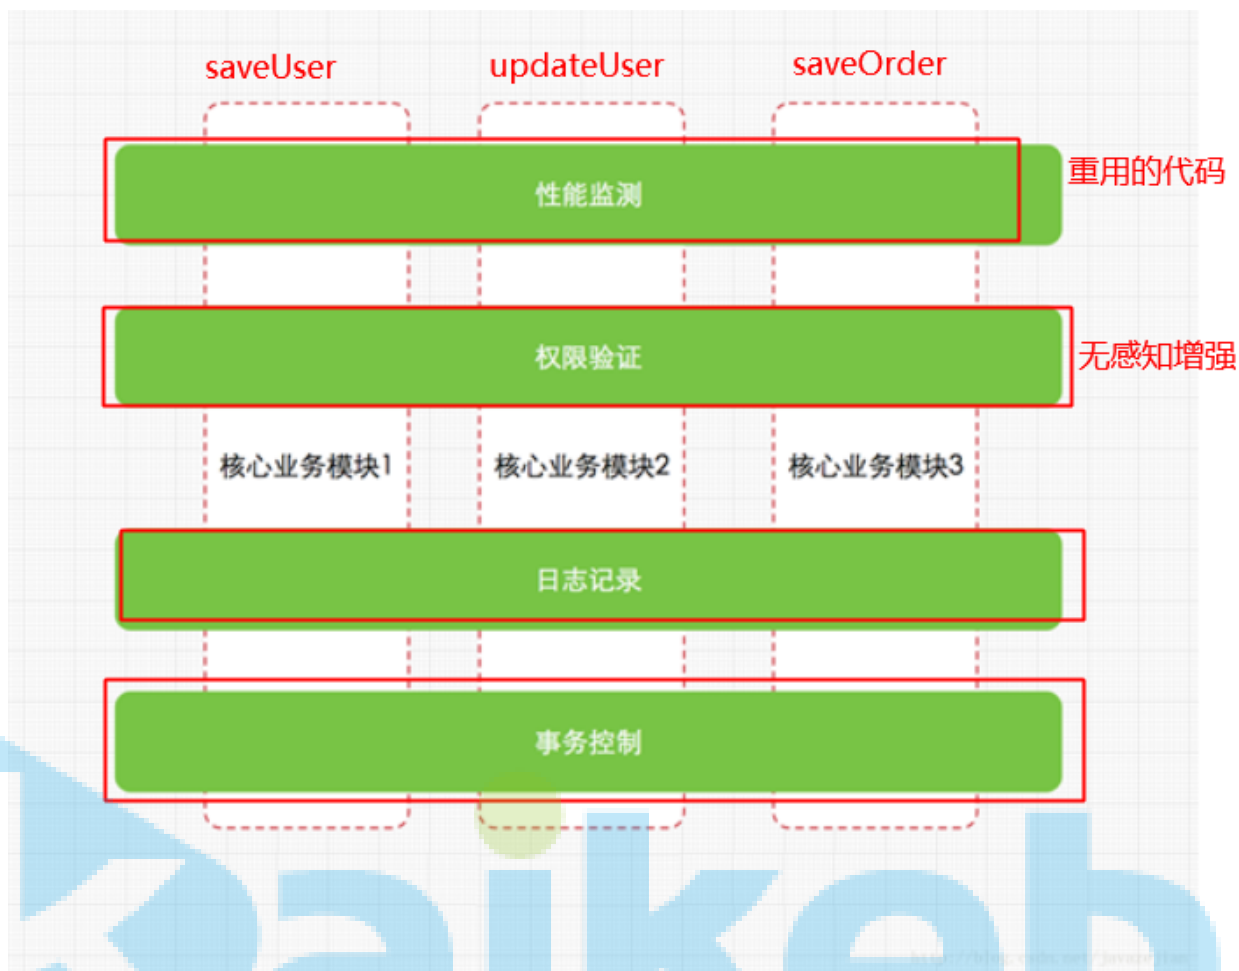 saveUser
updateUser
saveOrder
性能监测
重用的代码
权限验证
无感知增强
核心业务模块1
核心业务模块2
核心业务模块3
日志记录
事务控制
aikeb